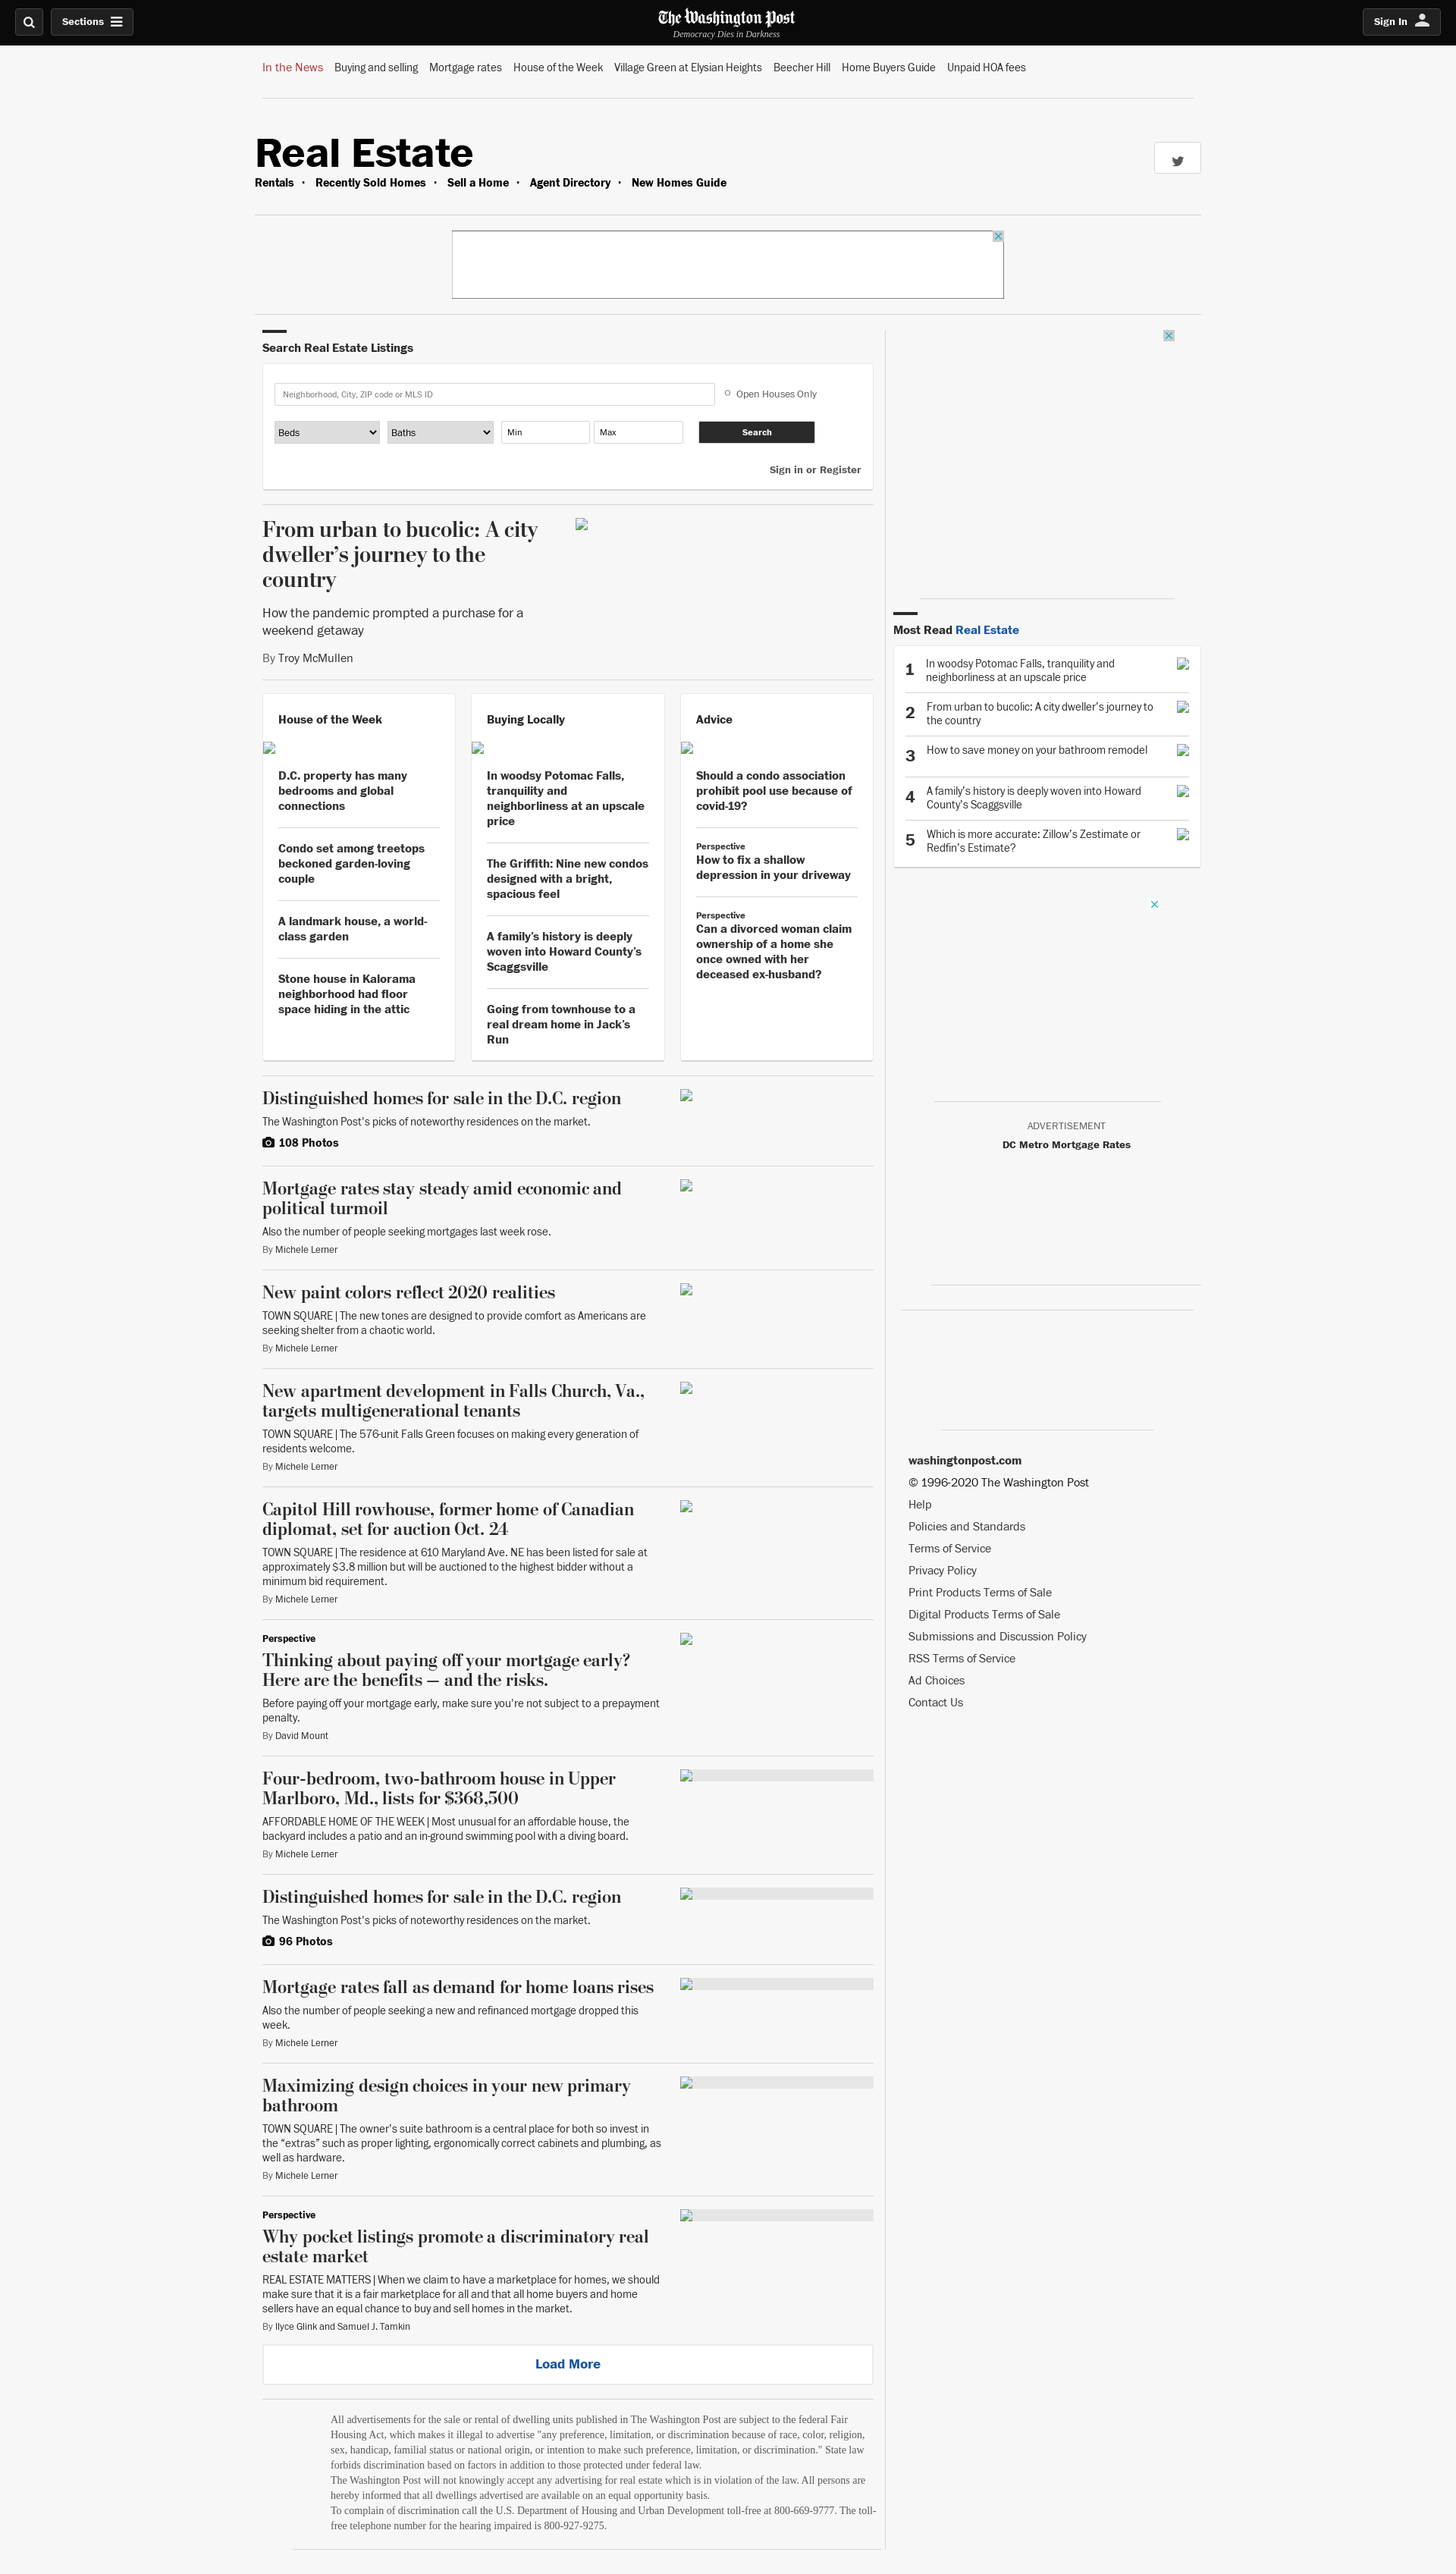 Sections
The Washington Post
Democracy Dies in Darkness
Sign In
In the News Buying and selling Mortgage rates House of the Week Village Green at Elysian Heights Beecher Hill Home Buyers Guide Unpaid HOA fees
Real Estate
Rentals • Recently Sold Homes • Sell a Home • Agent Directory • New Homes Guide
Search Real Estate Listings
Neighborhood, City, ZIP code or MLS ID
Open Houses Only
Beds Baths Min Max Search
Sign in or Register
From urban to bucolic: A city
dweller’s journey to the
country
How the pandemic prompted a purchase for a
weekend getaway
By Troy McMullen
House of the Week
D.C. property has many
bedrooms and global
connections
Condo set among treetops
beckoned garden-loving
couple
A landmark house, a world-
class garden
Stone house in Kalorama
neighborhood had floor
space hiding in the attic
Buying Locally
In woodsy Potomac Falls,
tranquility and
neighborliness at an upscale
price
The Griffith: Nine new condos
designed with a bright,
spacious feel
A family’s history is deeply
woven into Howard County’s
Scaggsville
Going from townhouse to a
real dream home in Jack’s
Run
Advice
Should a condo association
prohibit pool use because of
covid-19?
Perspective
How to fix a shallow
depression in your driveway
Perspective
Can a divorced woman claim
ownership of a home she
once owned with her
deceased ex-husband?
Distinguished homes for sale in the D.C. region
The Washington Post's picks of noteworthy residences on the market.
108 Photos
Mortgage rates stay steady amid economic and
political turmoil
Also the number of people seeking mortgages last week rose.
By Michele Lerner
New paint colors reflect 2020 realities
TOWN SQUARE | The new tones are designed to provide comfort as Americans are
seeking shelter from a chaotic world.
By Michele Lerner
New apartment development in Falls Church, Va.,
targets multigenerational tenants
TOWN SQUARE | The 576-unit Falls Green focuses on making every generation of
residents welcome.
By Michele Lerner
Capitol Hill rowhouse, former home of Canadian
diplomat, set for auction Oct. 24
TOWN SQUARE | The residence at 610 Maryland Ave. NE has been listed for sale at
approximately $3.8 million but will be auctioned to the highest bidder without a
minimum bid requirement.
By Michele Lerner
Perspective
Thinking about paying off your mortgage early?
Here are the benefits — and the risks.
Before paying off your mortgage early, make sure you're not subject to a prepayment
penalty.
By David Mount
Four-bedroom, two-bathroom house in Upper
Marlboro, Md., lists for $368,500
AFFORDABLE HOME OF THE WEEK | Most unusual for an affordable house, the
backyard includes a patio and an in-ground swimming pool with a diving board.
By Michele Lerner
Distinguished homes for sale in the D.C. region
The Washington Post's picks of noteworthy residences on the market.
96 Photos
Mortgage rates fall as demand for home loans rises
Also the number of people seeking a new and refinanced mortgage dropped this
week.
By Michele Lerner
Maximizing design choices in your new primary
bathroom
TOWN SQUARE | The owner's suite bathroom is a central place for both so invest in
the “extras” such as proper lighting, ergonomically correct cabinets and plumbing, as
well as hardware.
By Michele Lerner
Perspective
Why pocket listings promote a discriminatory real
estate market
REAL ESTATE MATTERS | When we claim to have a marketplace for homes, we should
make sure that it is a fair marketplace for all and that all home buyers and home
sellers have an equal chance to buy and sell homes in the market.
By Ilyce Glink and Samuel J. Tamkin
Load More
All advertisements for the sale or rental of dwelling units published in The Washington Post are subject to the federal Fair
Housing Act, which makes it illegal to advertise "any preference, limitation, or discrimination because of race, color, religion,
sex, handicap, familial status or national origin, or intention to make such preference, limitation, or discrimination." State law
forbids discrimination based on factors in addition to those protected under federal law.
The Washington Post will not knowingly accept any advertising for real estate which is in violation of the law. All persons are
hereby informed that all dwellings advertised are available on an equal opportunity basis.
To complain of discrimination call the U.S. Department of Housing and Urban Development toll-free at 800-669-9777. The toll-
free telephone number for the hearing impaired is 800-927-9275.
Most Read Real Estate
1 In woodsy Potomac Falls, tranquility and
neighborliness at an upscale price
2 From urban to bucolic: A city dweller’s journey to
the country
3 How to save money on your bathroom remodel
4 A family’s history is deeply woven into Howard
County’s Scaggsville
5 Which is more accurate: Zillow’s Zestimate or
Redfin’s Estimate?
ADVERTISEMENT
DC Metro Mortgage Rates
washingtonpost.com
© 1996-2020 The Washington Post
Help
Policies and Standards
Terms of Service
Privacy Policy
Print Products Terms of Sale
Digital Products Terms of Sale
Submissions and Discussion Policy
RSS Terms of Service
Ad Choices
Contact Us